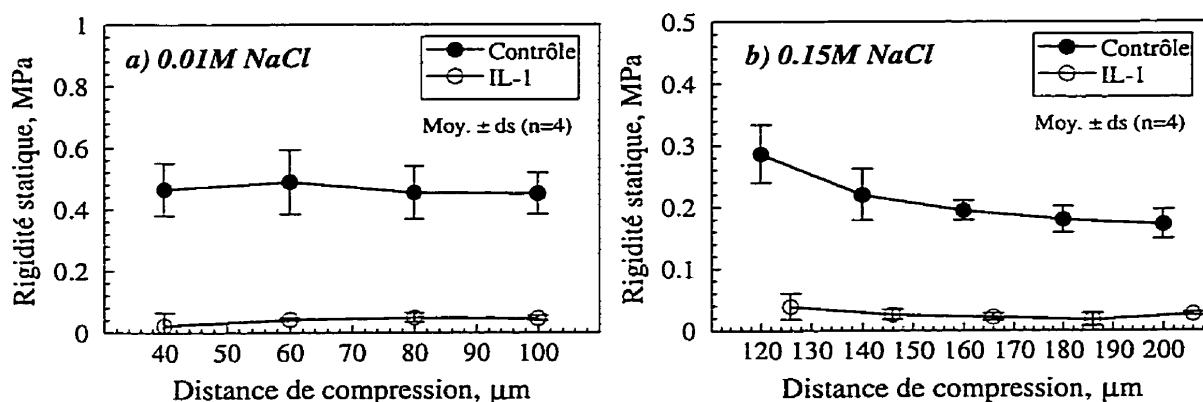 Rigidité statique, MPa
1
0.8
0.6
0.4
0.2
0
a) 0.01M NaCl
Contrôle
IL-1
Moy. ± ds (n=4)
40 50 60 70 80 90 100
Distance de compression, μm
Rigidité statique, MPa
0.5
0.4
0.3
0.2
0.1
0
b) 0.15M NaCl
Contrôle
IL-1
Moy. ± ds (n=4)
120 130 140 150 160 170 180 190 200
Distance de compression, μm